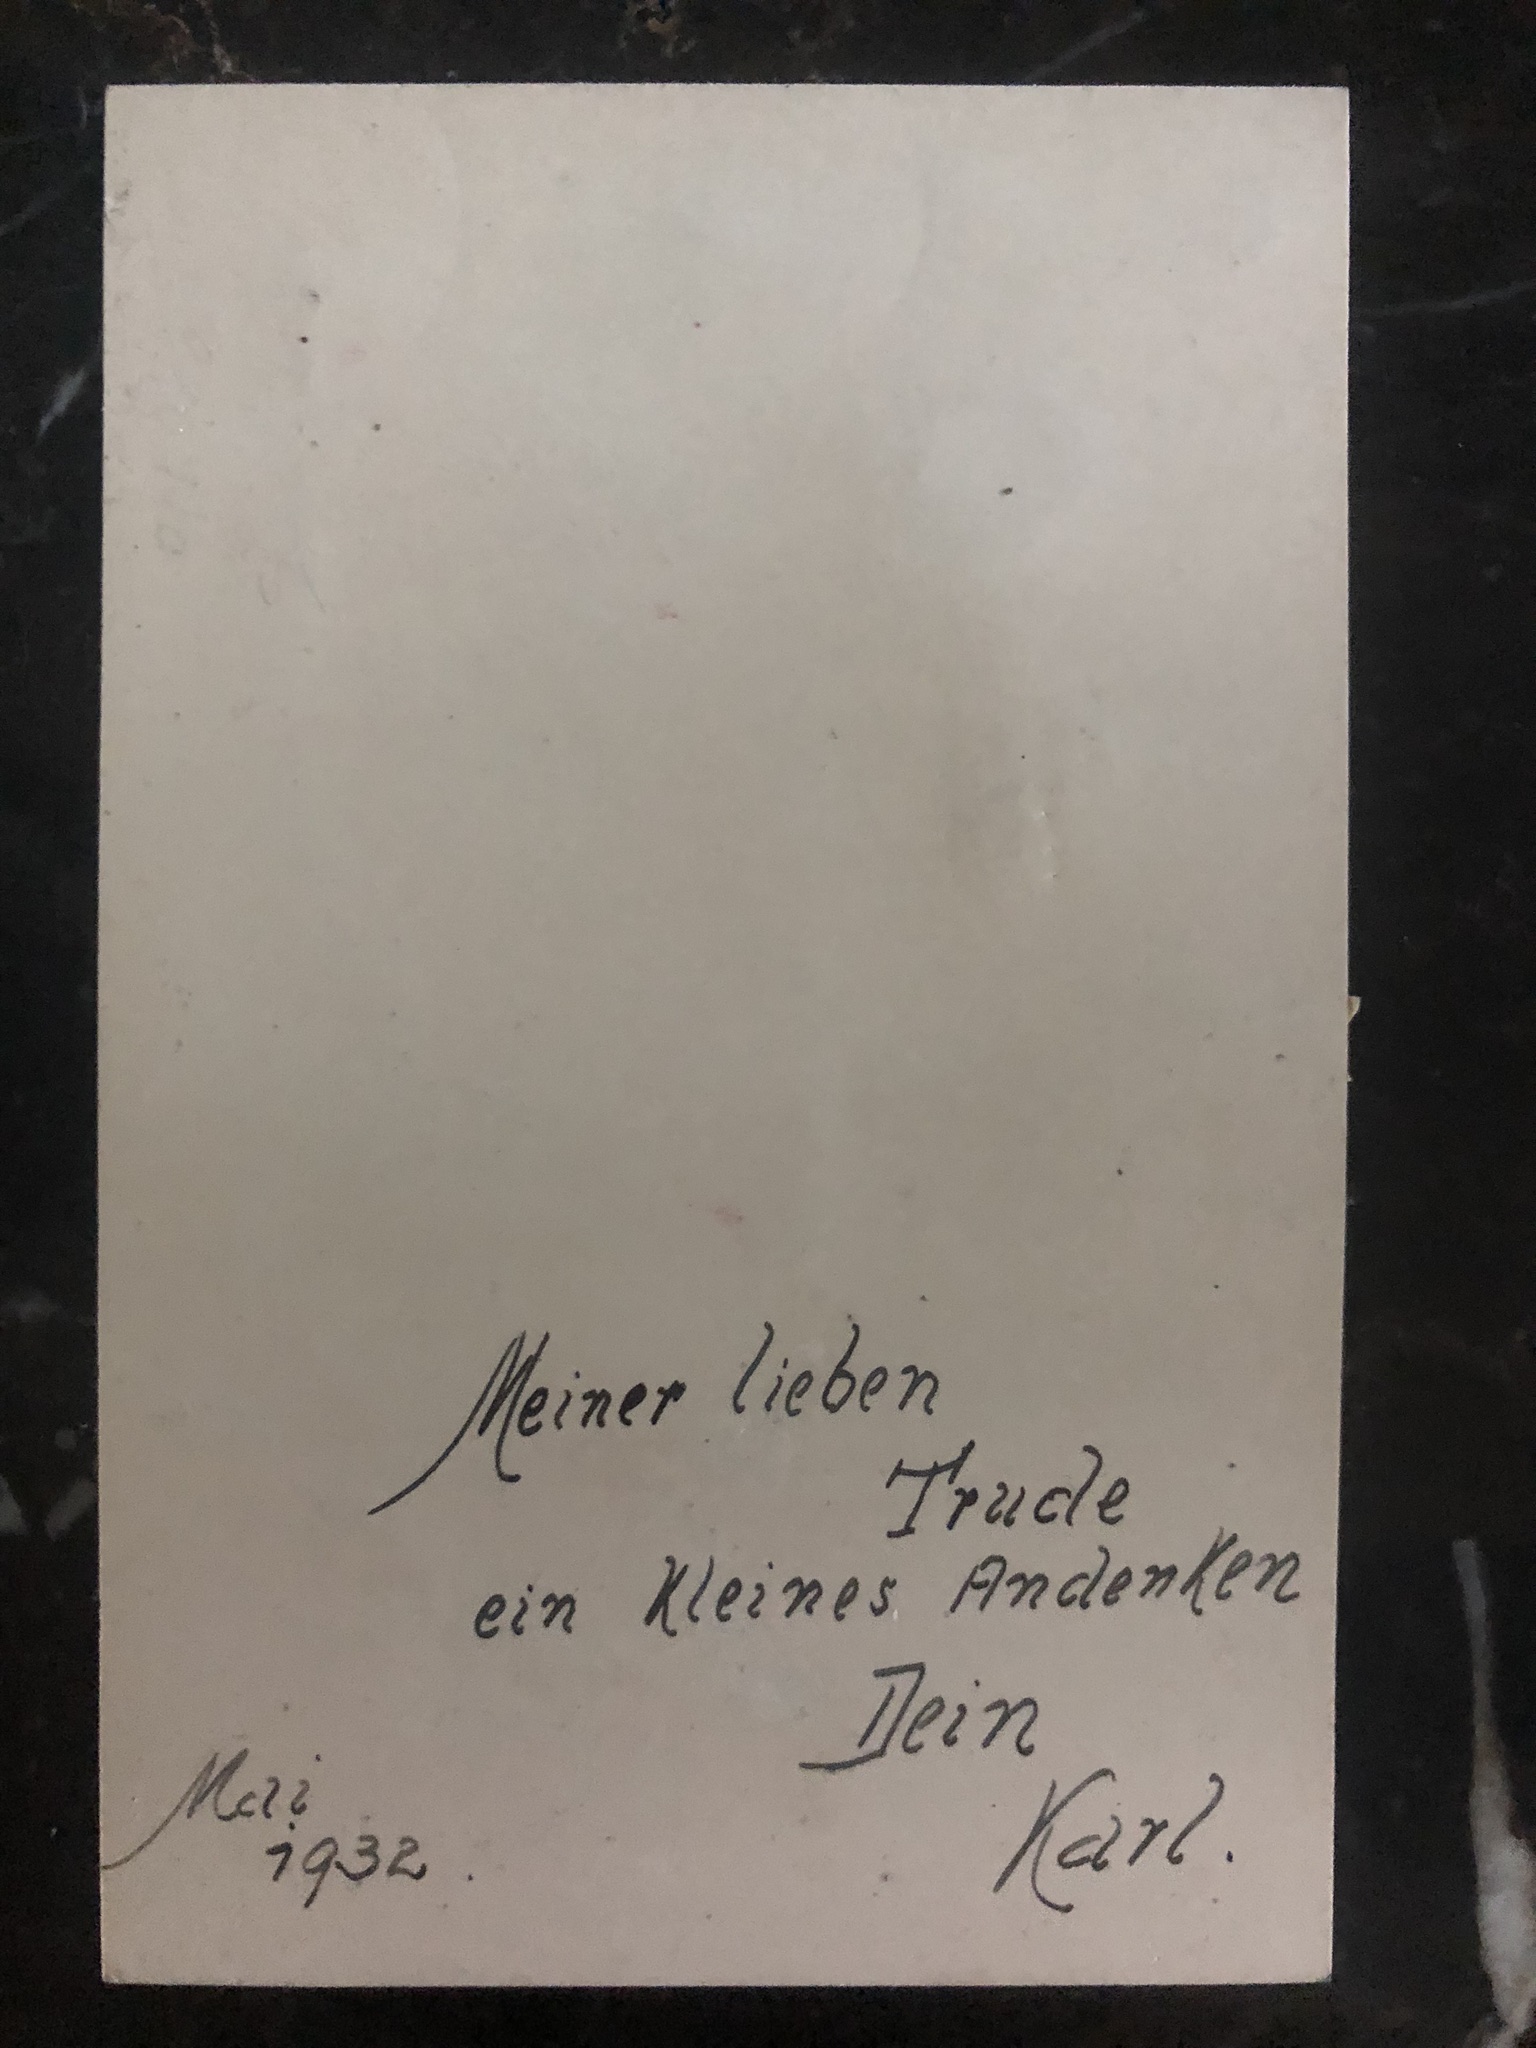 Meiner lieben
Trude
ein kleines Andenken
Dein
Karl.
Mai
1932.